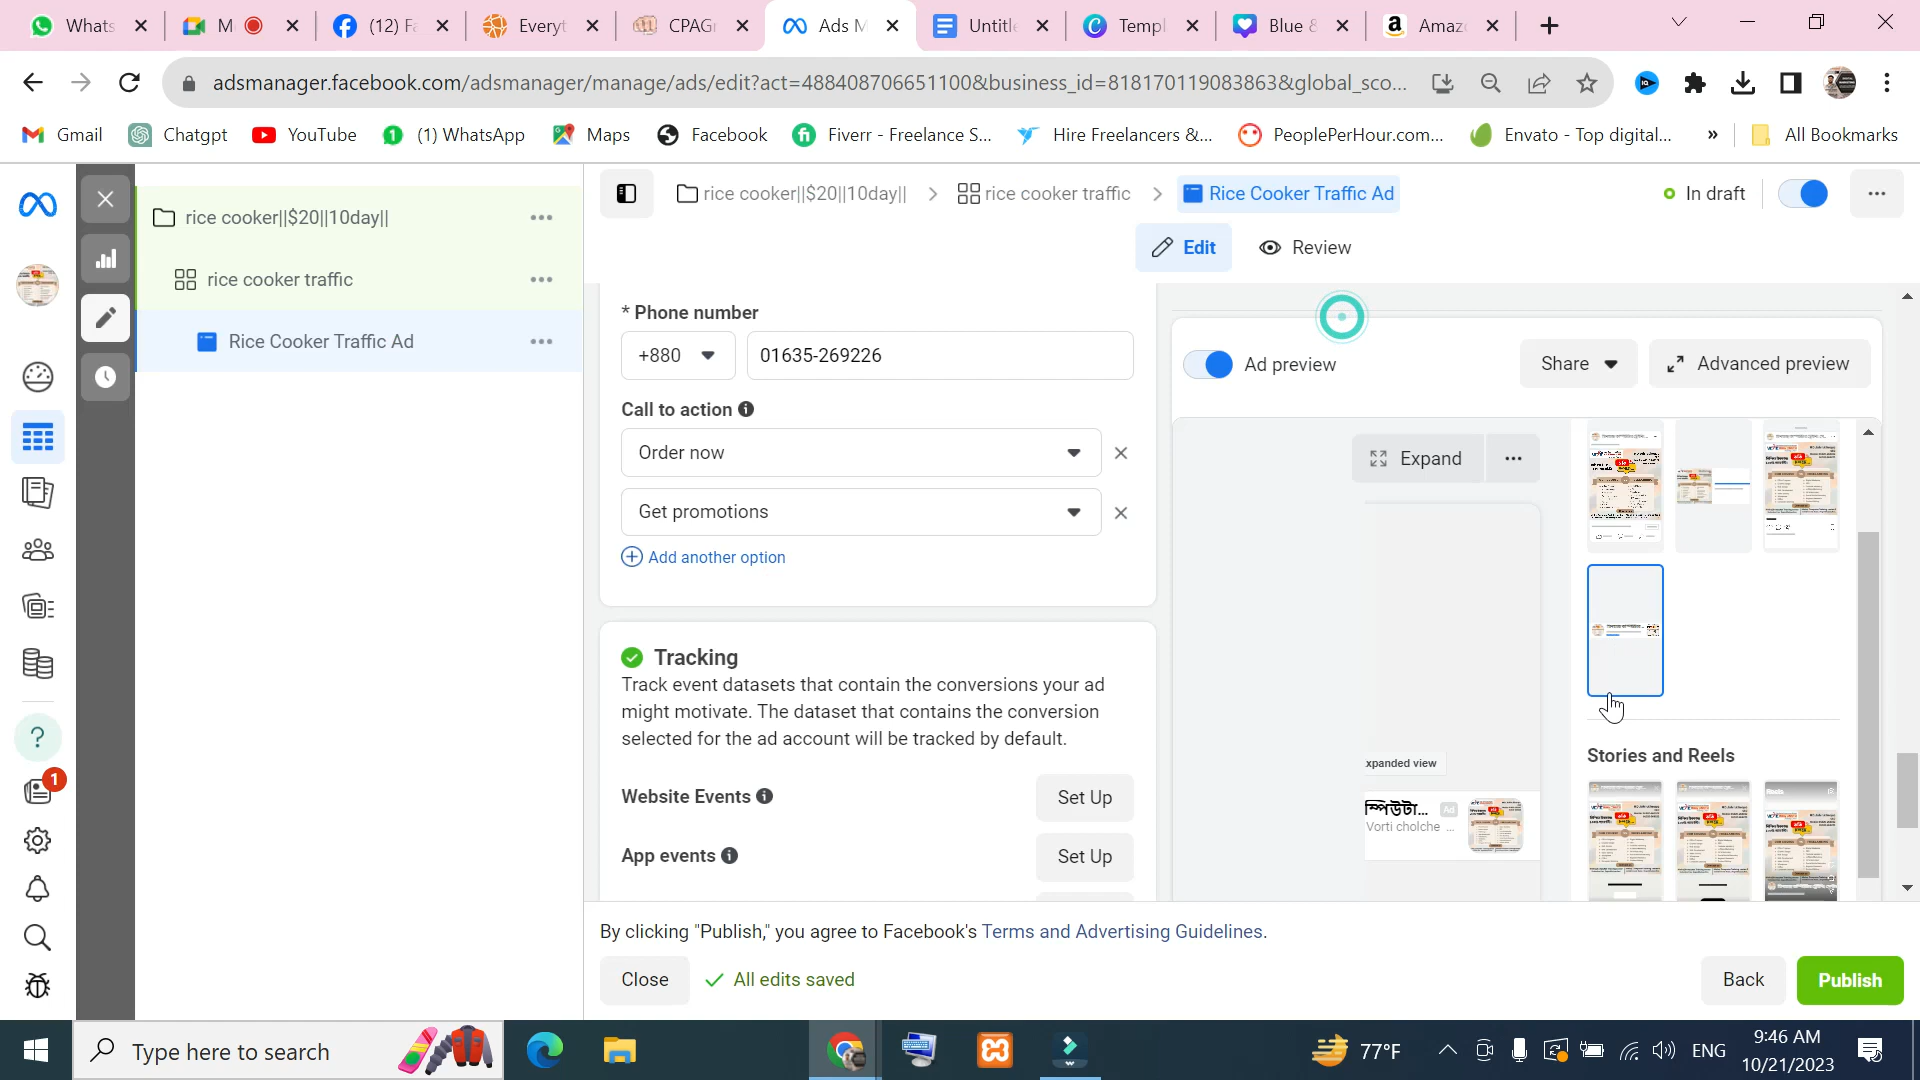 Whats
M
(12) Fa
Everyt
CPAGr
Ads M
Untitle
Templ
Blue &
Amaz
adsmanager.facebook.com/adsmanager/manage/ads/edit?act=488408706651100&business_id=818170119083863&global_sco...
Gmail
Chatgpt
YouTube
(1) WhatsApp
Maps
Facebook
Fiverr - Freelance S...
Hire Freelancers &...
PeoplePerHour.com...
Envato - Top digital...
»
All Bookmarks
rice cooker||$20||10day||
rice cooker traffic
Rice Cooker Traffic Ad
rice cooker||$20||10day||
rice cooker traffic
Rice Cooker Traffic Ad
In draft
Edit
Review
* Phone number
+880
01635-269226
Call to action
Order now
Get promotions
Add another option
Tracking
Track event datasets that contain the conversions your ad
might motivate. The dataset that contains the conversion
selected for the ad account will be tracked by default.
Website Events
Set Up
App events
Set Up
Ad preview
Share
Advanced preview
Expand
xpanded view
ম্পিউটা...
Ad
Vorti cholche ...
Stories and Reels
Reels
By clicking "Publish," you agree to Facebook's Terms and Advertising Guidelines.
Close
All edits saved
Back
Publish
1
Type here to search
77°F
ENG
9:46 AM
10/21/2023